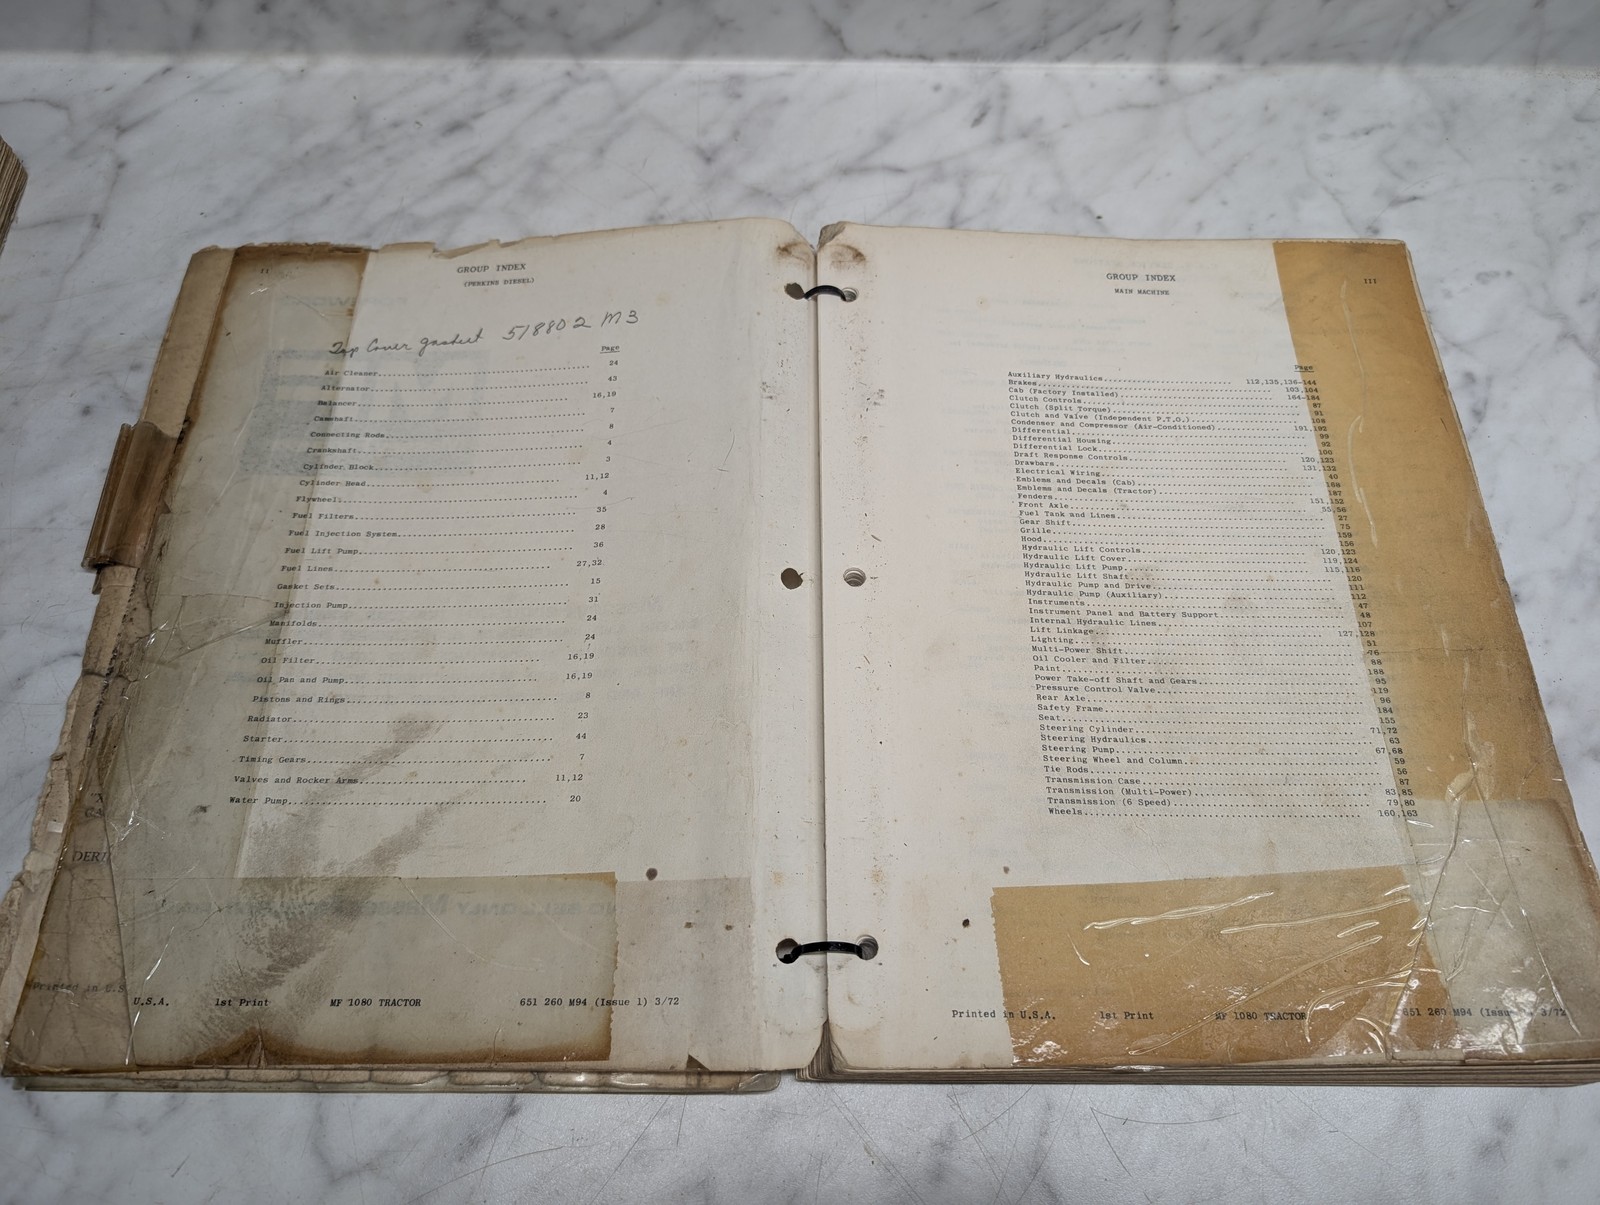 II
GROUP INDEX
(PERKINS DIESEL)
Top Cover gasket 518802 M3
Page
Air Cleaner 24
Alternator 43
Balancer 16,19
Camshaft 7
Connecting Rods 8
Crankshaft 4
Cylinder Block 3
Cylinder Head 11,12
Flywheel 4
Fuel Filters 35
Fuel Injection System 28
Fuel Lift Pump 36
Fuel Lines 27,32
Gasket Sets 15
Injection Pump 31
Manifolds 24
Muffler 24
Oil Filter 16,19
Oil Pan and Pump 16,19
Pistons and Rings 8
Radiator 23
Starter 44
Timing Gears 7
Valves and Rocker Arms 11,12
Water Pump 20
Printed in U.S
U.S.A. 1st Print MF 1080 TRACTOR 651 260 M94 (Issue 1) 3/72
GROUP INDEX III
MAIN MACHINE
Page
Auxiliary Hydraulics 112,135,136-144
Brakes 103,104
Cab (Factory Installed) 164-184
Clutch Controls 87
Clutch (Split Torque) 91
Clutch and Valve (Independent P.T.O.) 108
Condenser and Compressor (Air-Conditioned) 191,192
Differential 99
Differential Housing 92
Differential Lock 100
Draft Response Controls 120,123
Drawbars 131,132
Electrical Wiring 40
Emblems and Decals (Cab) 188
Emblems and Decals (Tractor) 187
Fenders 151,152
Front Axle 55,56
Fuel Tank and Lines 27
Gear Shift 75
Grille 159
Hood 156
Hydraulic Lift Controls 120,123
Hydraulic Lift Cover 119,124
Hydraulic Lift Pump 115,116
Hydraulic Lift Shaft 120
Hydraulic Pump and Drive 111
Hydraulic Pump (Auxiliary) 112
Instruments 47
Instrument Panel and Battery Support 48
Internal Hydraulic Lines 107
Lift Linkage 127,128
Lighting 51
Multi-Power Shift 76
Oil Cooler and Filter 88
Paint 188
Power Take-off Shaft and Gears 95
Pressure Control Valve 119
Rear Axle 96
Safety Frame 184
Seat 155
Steering Cylinder 71,72
Steering Hydraulics 63
Steering Pump 67,68
Steering Wheel and Column 59
Tie Rods 56
Transmission Case 87
Transmission (Multi-Power) 83,85
Transmission (6 Speed) 79,80
Wheels 160,163
Printed in U.S.A. 1st Print MF 1080 TRACTOR 651 260 M94 3/72